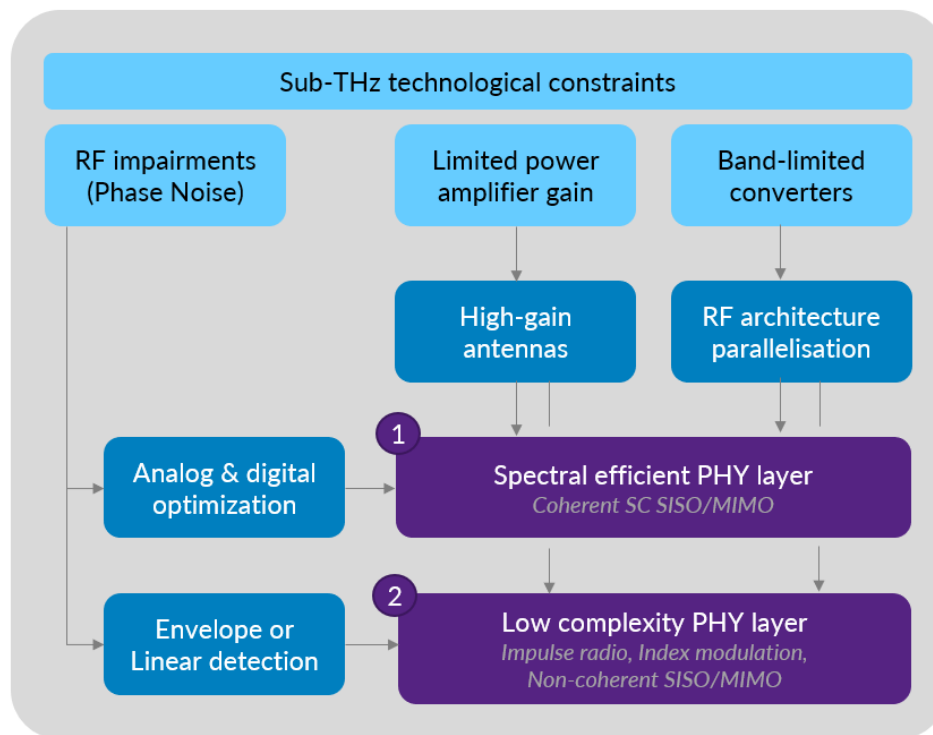 Sub-THz technological constraints
RF impairments
(Phase Noise)
Limited power
amplifier gain
Band-limited
converters
High-gain
antennas
RF architecture
parallelisation
1
Analog & digital
optimization
Spectral efficient PHY layer
Coherent SC SISO/MIMO
2
Envelope or
Linear detection
Low complexity PHY layer
Impulse radio, Index modulation,
Non-coherent SISO/MIMO